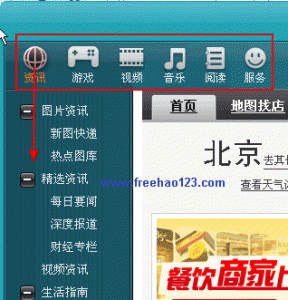 资讯 游戏 视频 音乐 阅读 服务
图片资讯
新图快递
热点图库
精选资讯
每日要闻
深度报道
财经专栏
视频资讯
生活指南
首页 地图找店
北京 去其
查看天气
www.freehao123.com
餐饮商家